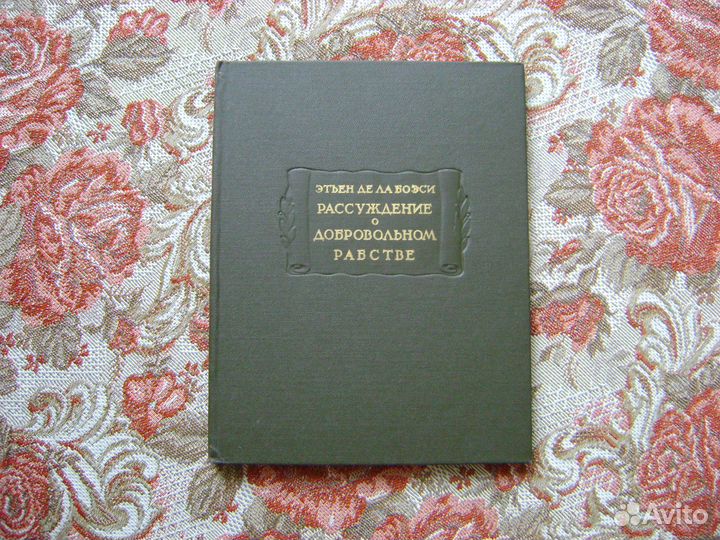 ЭТЬЕН ДЕ ЛА БОЭСИ
РАССУЖДЕНИЕ
О
ДОБРОВОЛЬНОМ
РАБСТВЕ
Avito